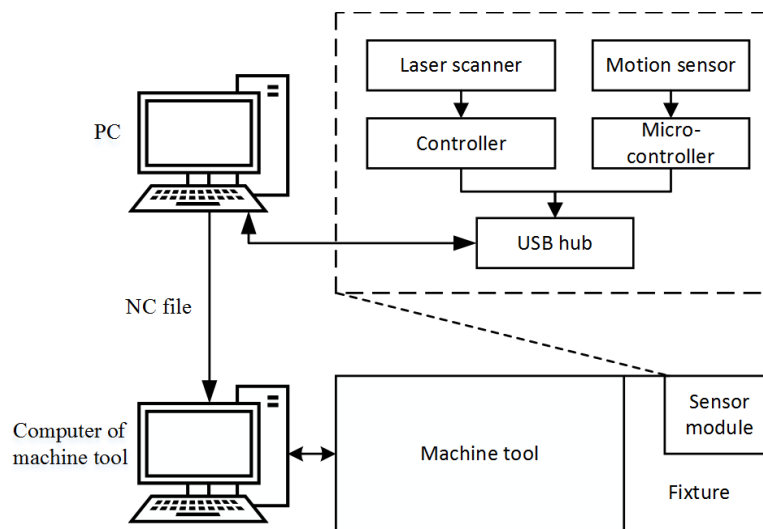 Laser scanner
Motion sensor
PC
Controller
Micro-
controller
USB hub
NC file
Computer of
machine tool
Machine tool
Sensor
module
Fixture